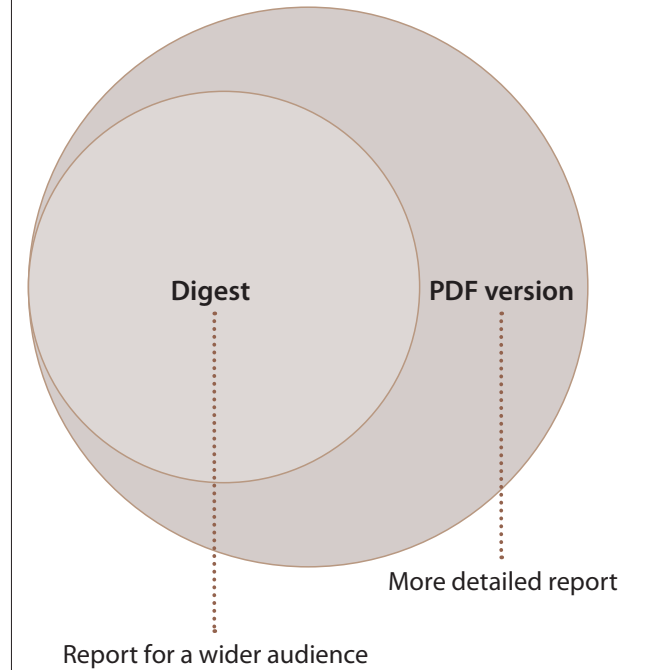 Digest
PDF version
More detailed report
Report for a wider audience